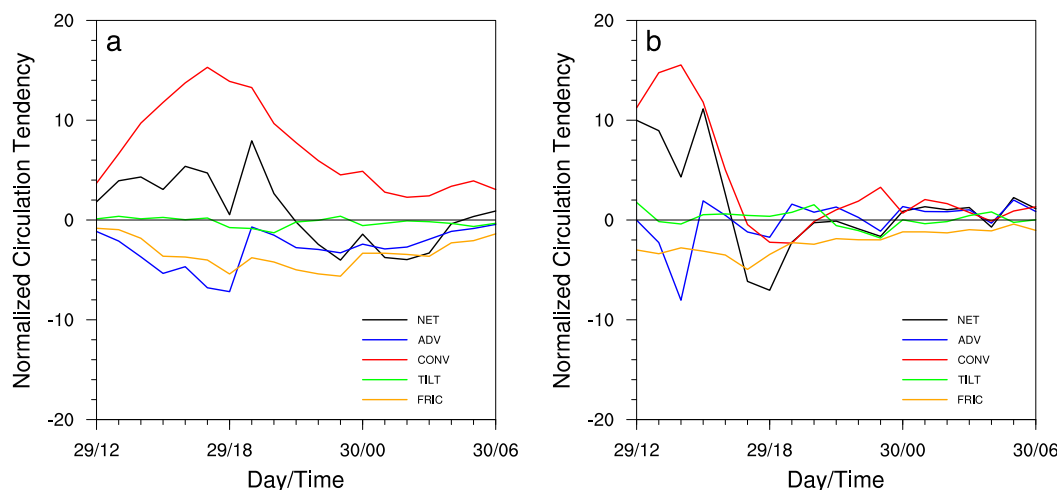 a
Normalized Circulation Tendency
20
10
0
-10
-20
NET
ADV
CONV
TILT
FRIC
29/12
29/18
30/00
30/06
Day/Time
b
Normalized Circulation Tendency
20
10
0
-10
-20
NET
ADV
CONV
TILT
FRIC
29/12
29/18
30/00
30/06
Day/Time